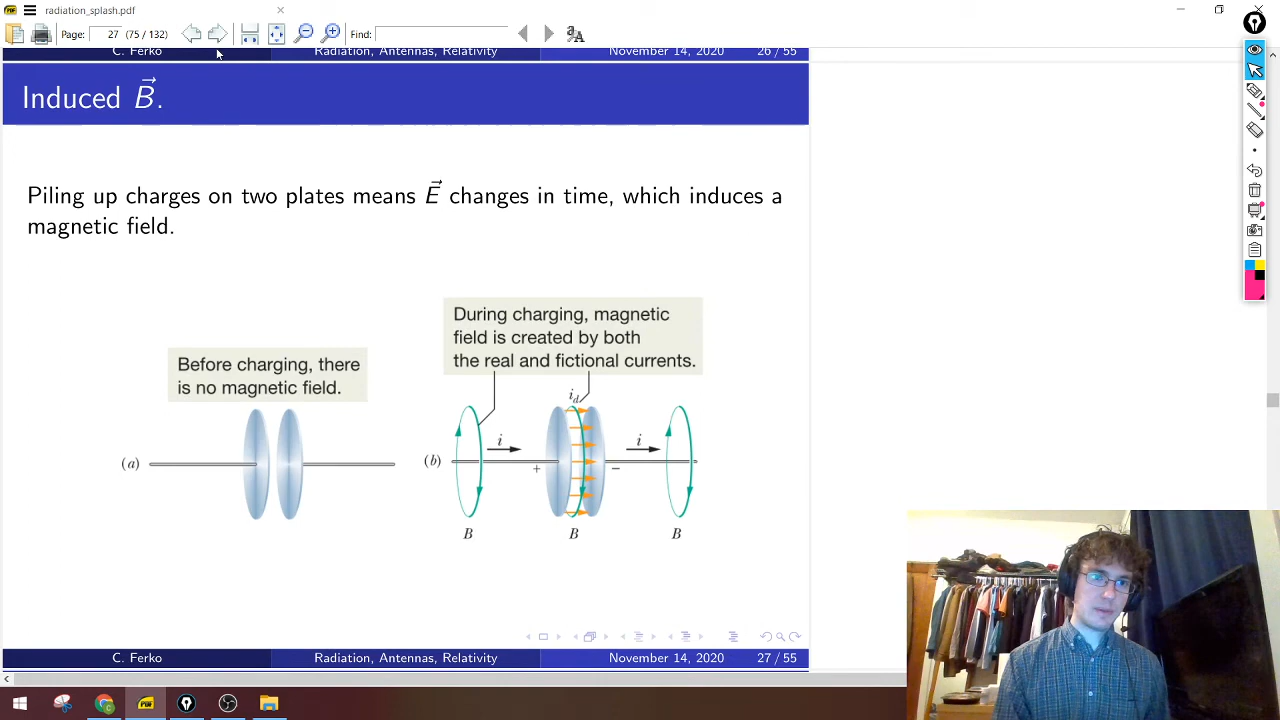 radiation_splash.pdf
Page: 27 (75 / 132) Find:
C. Ferko Radiation, Antennas, Relativity November 14, 2020 26 / 55
Induced B⃗.
Piling up charges on two plates means E⃗ changes in time, which induces a
magnetic field.
Before charging, there
is no magnetic field.
(a)
During charging, magnetic
field is created by both
the real and fictional currents.
i_d
i i
(b)
+ −
B B B
C. Ferko Radiation, Antennas, Relativity November 14, 2020 27 / 55